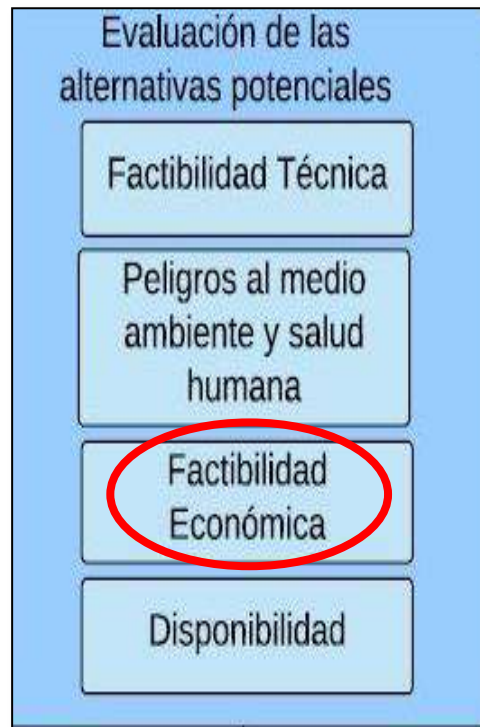 Evaluación de las
alternativas potenciales
Factibilidad Técnica
Peligros al medio
ambiente y salud
humana
Factibilidad
Económica
Disponibilidad